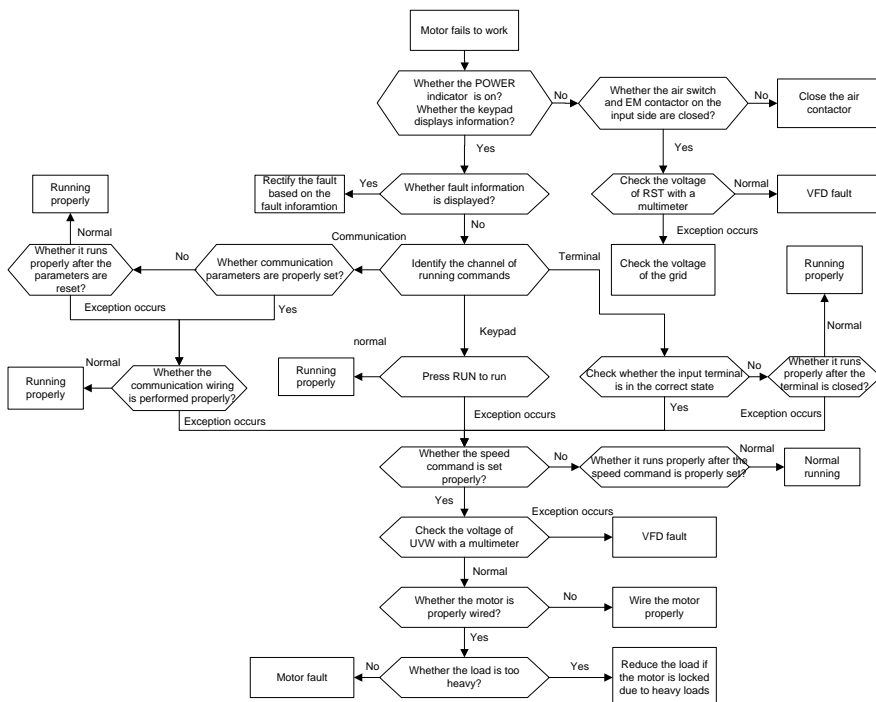 Motor fails to work
Whether the POWER
indicator  is on?
Whether the keypad
displays information?
No
Whether the air switch
and EM contactor on the
input side are closed?
No
Close the air
contactor
Yes
Yes
Rectify the fault
based on the
fault inforamtion
Yes
Whether fault information
is displayed?
Check the voltage
of RST with a
multimeter
Normal
VFD fault
Running
properly
Normal
No
Exception occurs
Communication
Terminal
Whether it runs
properly after the
parameters are
reset?
No
Whether communication
parameters are properly set?
Identify the channel of
running commands
Check the voltage
of the grid
Running
properly
Exception occurs
Yes
Keypad
Normal
Running
properly
Normal
Whether the
communication wiring
is performed properly?
normal
Running
properly
Press RUN to run
Check whether the input terminal
is in the correct state
No
Whether it runs
properly after the
terminal is closed?
Exception occurs
Exception occurs
Yes
Exception occurs
Whether the speed
command is set
properly?
No
Whether it runs properly after the
speed command is properly set?
Normal
Normal
running
Yes
Check the voltage of
UVW with a multimeter
Exception occurs
VFD fault
Normal
Whether the motor is
properly wired?
No
Wire the motor
properly
Yes
Motor fault
No
Whether the load is too
heavy?
Yes
Reduce the load if
the motor is locked
due to heavy loads